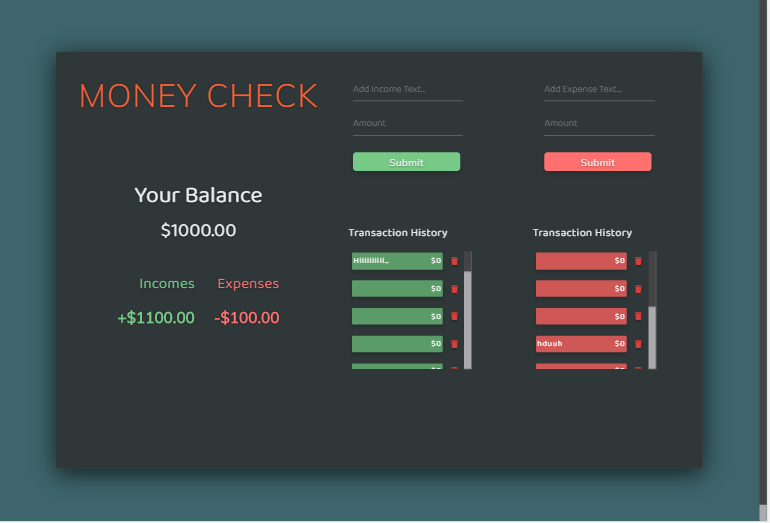 MONEY CHECK
Add Income Text...
Add Expense Text...
Amount
Amount
Submit
Submit
Your Balance
$1000.00
Incomes
Expenses
+$1100.00
-$100.00
Transaction History
Transaction History
$0
$0
$0
$0
$0
$0
$0
hduuh
$0